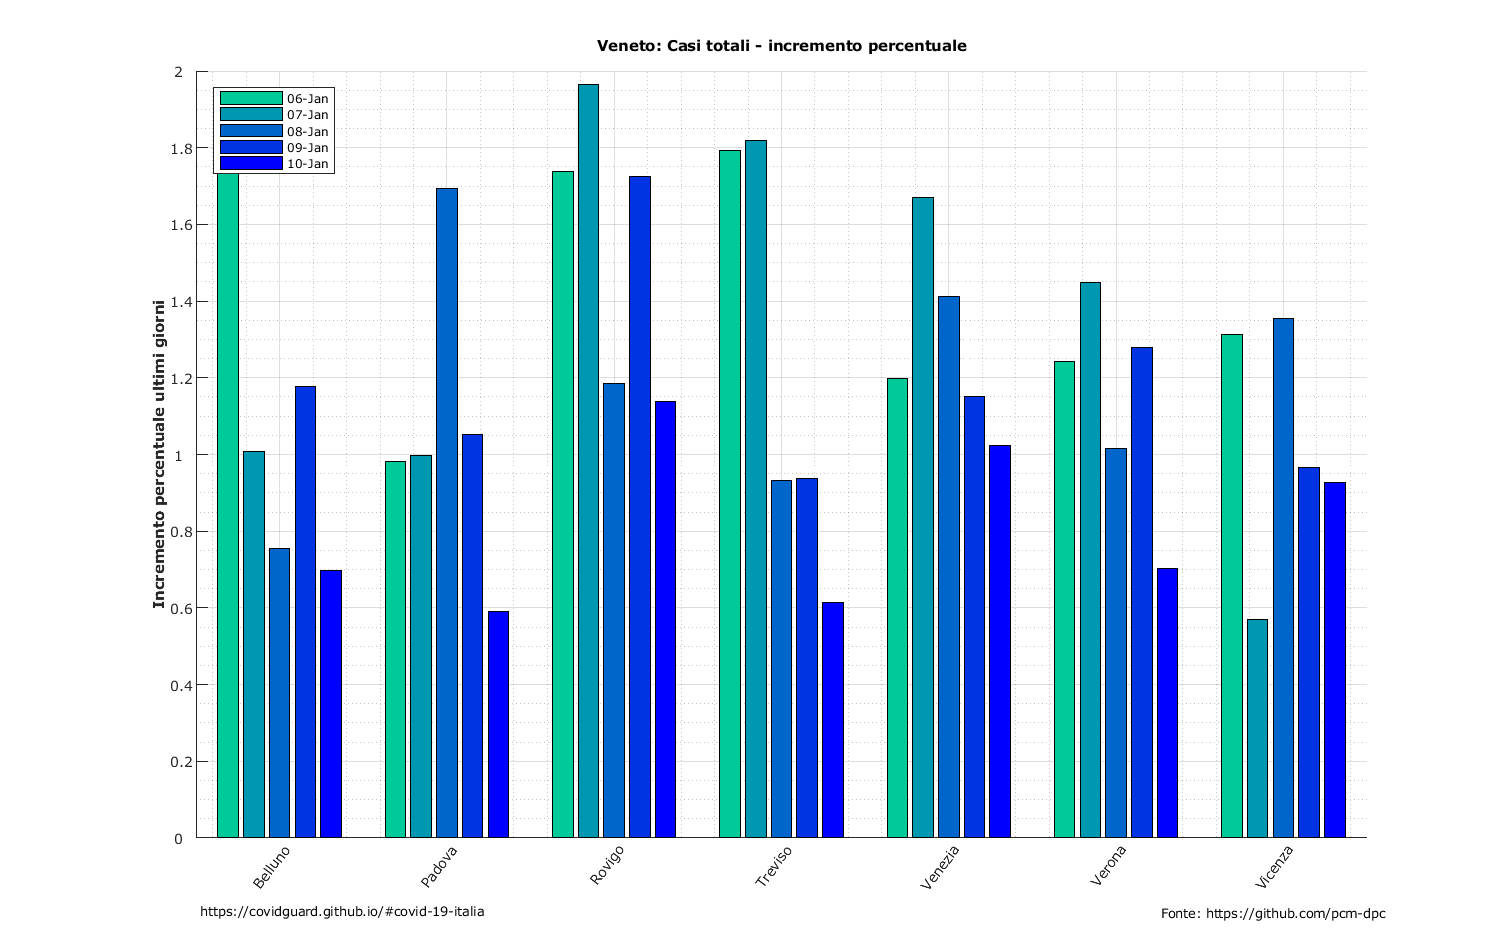 Veneto: Casi totali - incremento percentuale
Incremento percentuale ultimi giorni
2
1.8
1.6
1.4
1.2
1
0.8
0.6
0.4
0.2
0
06-Jan
07-Jan
08-Jan
09-Jan
10-Jan
Belluno
Padova
Rovigo
Treviso
Venezia
Verona
Vicenza
https://covidguard.github.io/#covid-19-italia
Fonte: https://github.com/pcm-dpc